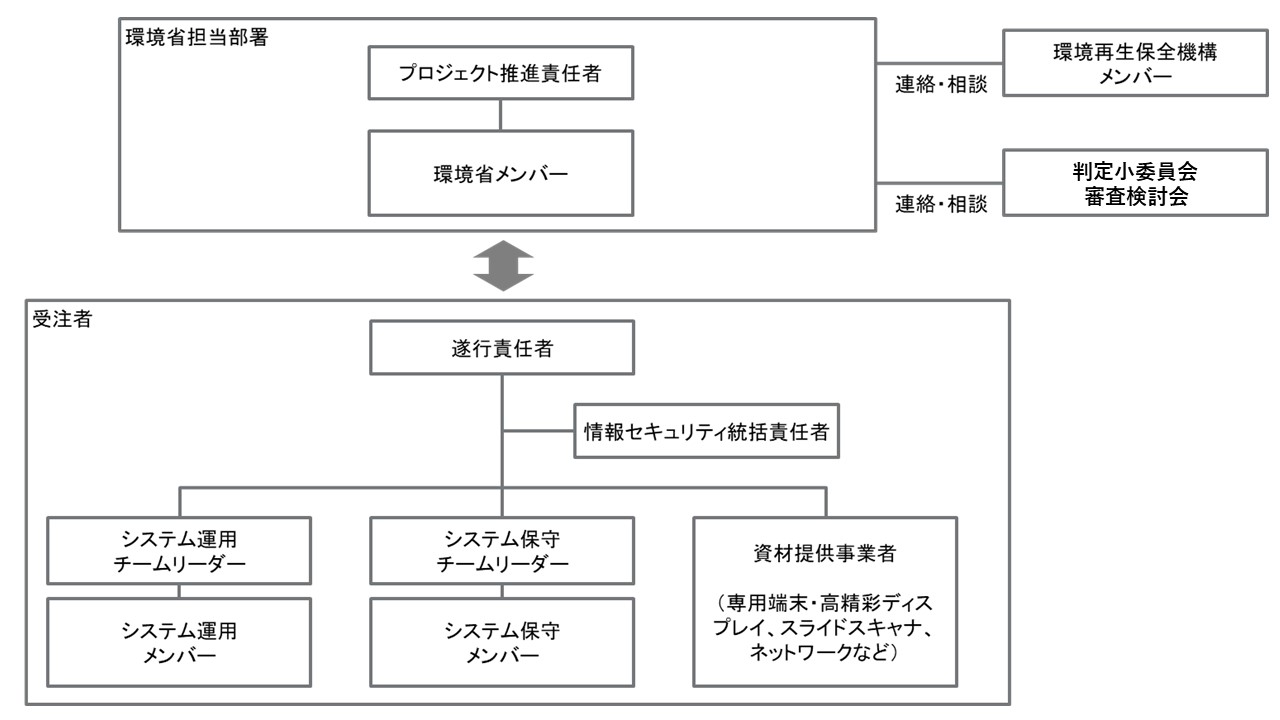 環境省担当部署
プロジェクト推進責任者
環境省メンバー
連絡・相談
環境再生保全機構
メンバー
連絡・相談
判定小委員会
審査検討会
受注者
遂行責任者
情報セキュリティ統括責任者
システム運用
チームリーダー
システム運用
メンバー
システム保守
チームリーダー
システム保守
メンバー
資材提供事業者
（専用端末・高精彩ディス
プレイ、スライドスキャナ、
ネットワークなど）